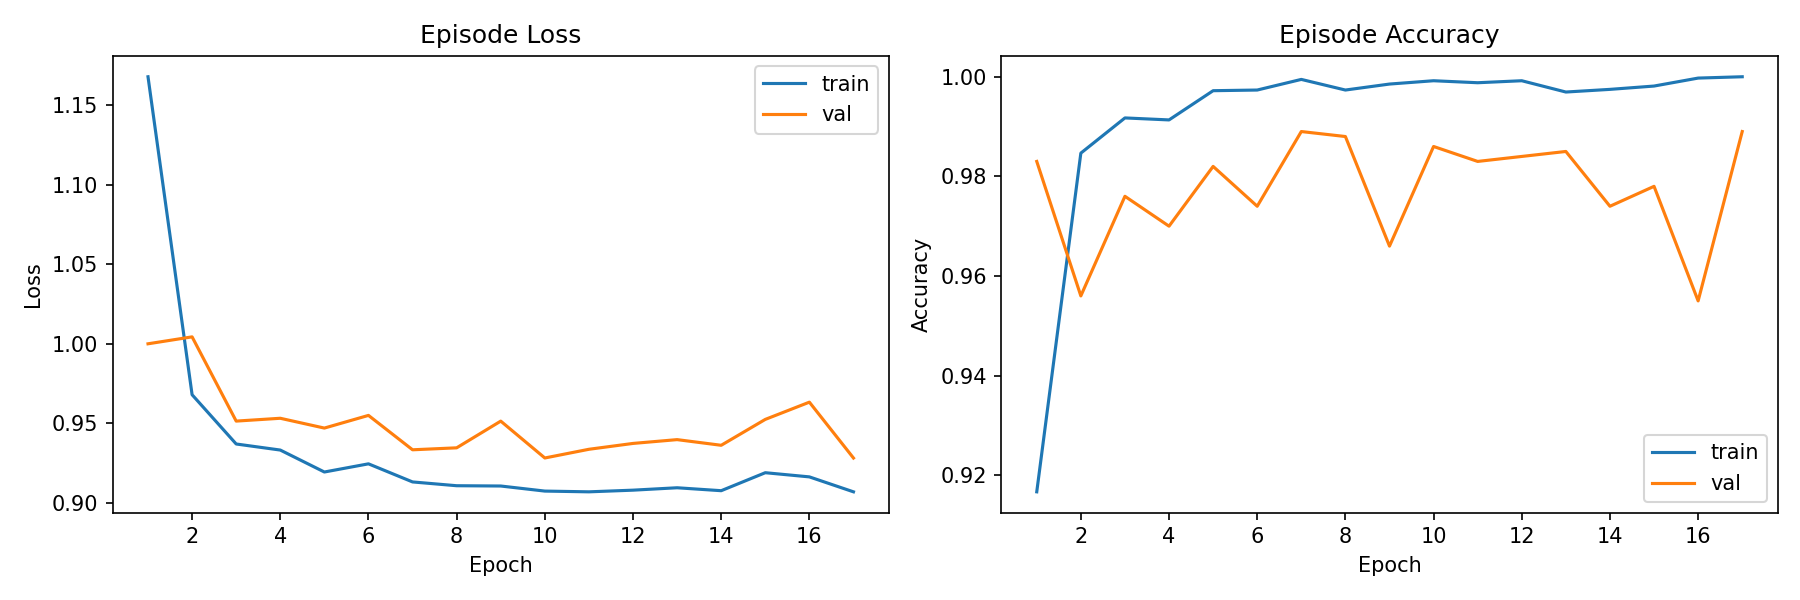 Episode Loss
train
val
1.15
1.10
1.05
1.00
0.95
0.90
Loss
2 4 6 8 10 12 14 16
Epoch
Episode Accuracy
1.00
0.98
0.96
0.94
0.92
Accuracy
train
val
2 4 6 8 10 12 14 16
Epoch